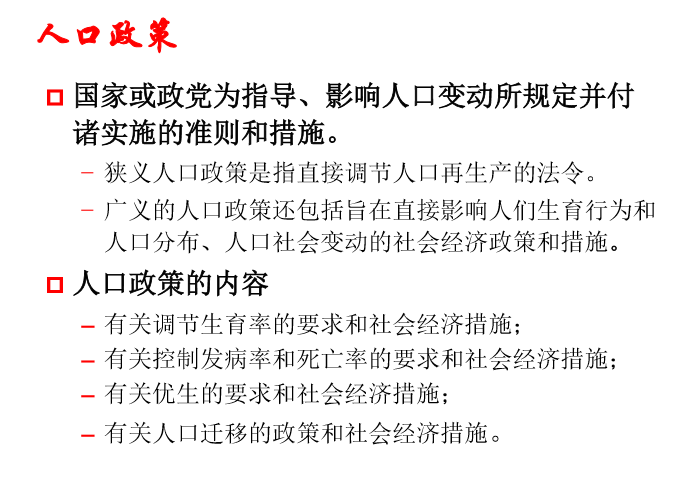 人口政策
国家或政党为指导、影响人口变动所规定并付
诸实施的准则和措施。
– 狭义人口政策是指直接调节人口再生产的法令。
– 广义的人口政策还包括旨在直接影响人们生育行为和
人口分布、人口社会变动的社会经济政策和措施。
人口政策的内容
– 有关调节生育率的要求和社会经济措施；
– 有关控制发病率和死亡率的要求和社会经济措施；
– 有关优生的要求和社会经济措施；
– 有关人口迁移的政策和社会经济措施。